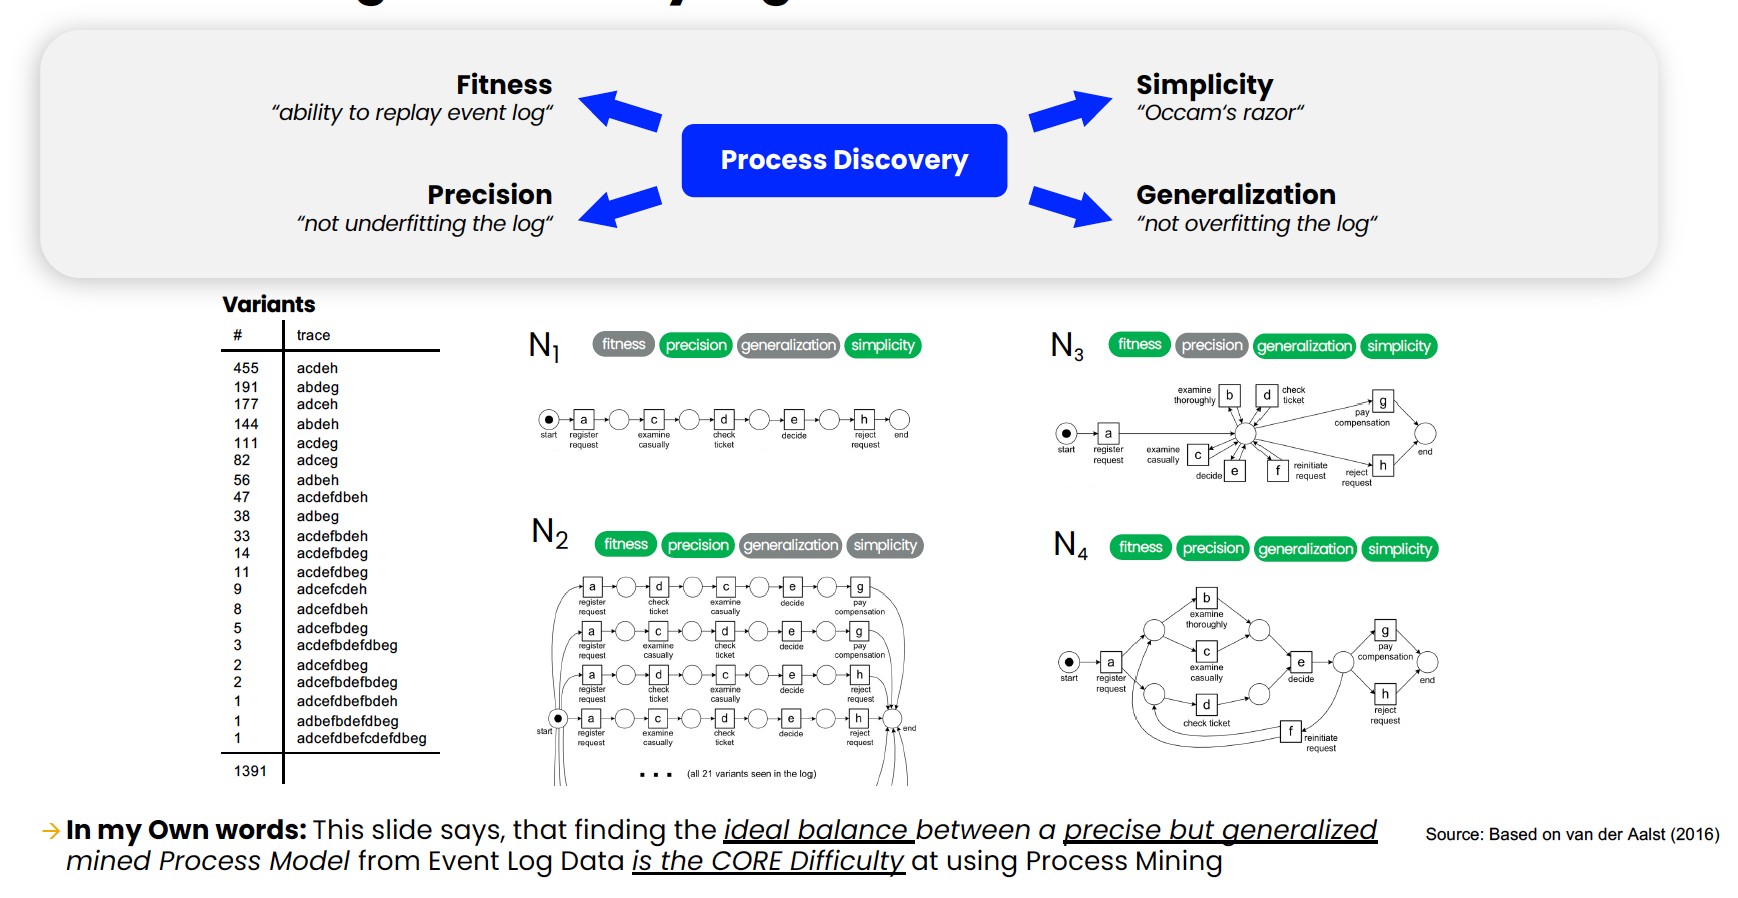 Fitness
“ability to replay event log“
Precision
“not underfitting the log“
Process Discovery
Simplicity
“Occam‘s razor“
Generalization
“not overfitting the log“
Variants
# trace
455 acdeh
191 abdeg
177 adceh
144 abdeh
111 acdeg
82 adceg
56 adbeh
47 acdefdbeh
38 adbeg
33 acdefbdeh
14 acdefbdeg
11 acdefdbeg
9 adcefcdeh
8 adcefdbeh
5 adcefbdeg
3 acdefbdefdbeg
2 adcefdbeg
2 adcefbdefbdeg
1 adcefdbefbdeh
1 adbefbdefdbeg
1 adcefdbefcdefdbeg
1391
N1 fitness precision generalization simplicity
a c d e h
start register request examine casually check ticket decide reject request end
N2 fitness precision generalization simplicity
a d c e g
register request check ticket examine casually decide pay compensation
a c d e g
register request examine casually check ticket decide pay compensation
a d c e h
register request check ticket examine casually decide reject request
a c d e h
start register request examine casually check ticket decide reject request end
... (all 21 variants seen in the log)
N3 fitness precision generalization simplicity
examine thoroughly b d check ticket
g
pay compensation
a
start register request
examine casually c
decide e f reinitiate request
reject request h
end
N4 fitness precision generalization simplicity
b
examine thoroughly
g
pay compensation
c
examine casually
a
start register request
e
decide
end
d
check ticket
h
reject request
f
reinitiate request
→ In my Own words: This slide says, that finding the ideal balance between a precise but generalized
mined Process Model from Event Log Data is the CORE Difficulty at using Process Mining
Source: Based on van der Aalst (2016)